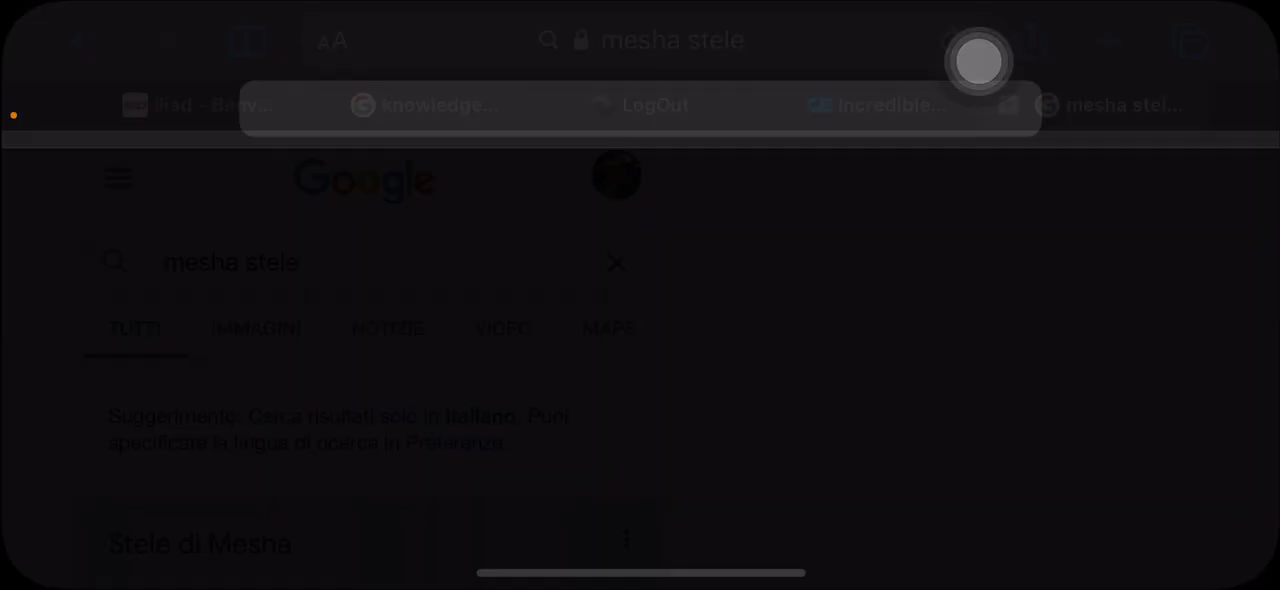 AA mesha stele
iliad - Benv... knowledge... LogOut Incredible... mesha stel...
Google
mesha stele
TUTTI IMMAGINI NOTIZIE VIDEO MAPS
Suggerimento: Cerca risultati solo in italiano. Puoi
specificare la lingua di ricerca in Preferenze.
Stele di Mesha